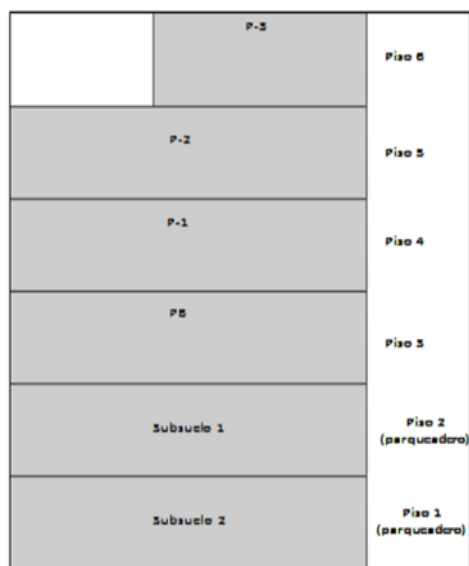 P-3
Piso 6
P-2
Piso 5
P-1
Piso 4
PB
Piso 3
Subsuelo 1
Piso 2
(parqueadero)
Subsuelo 2
Piso 1
(parqueadero)